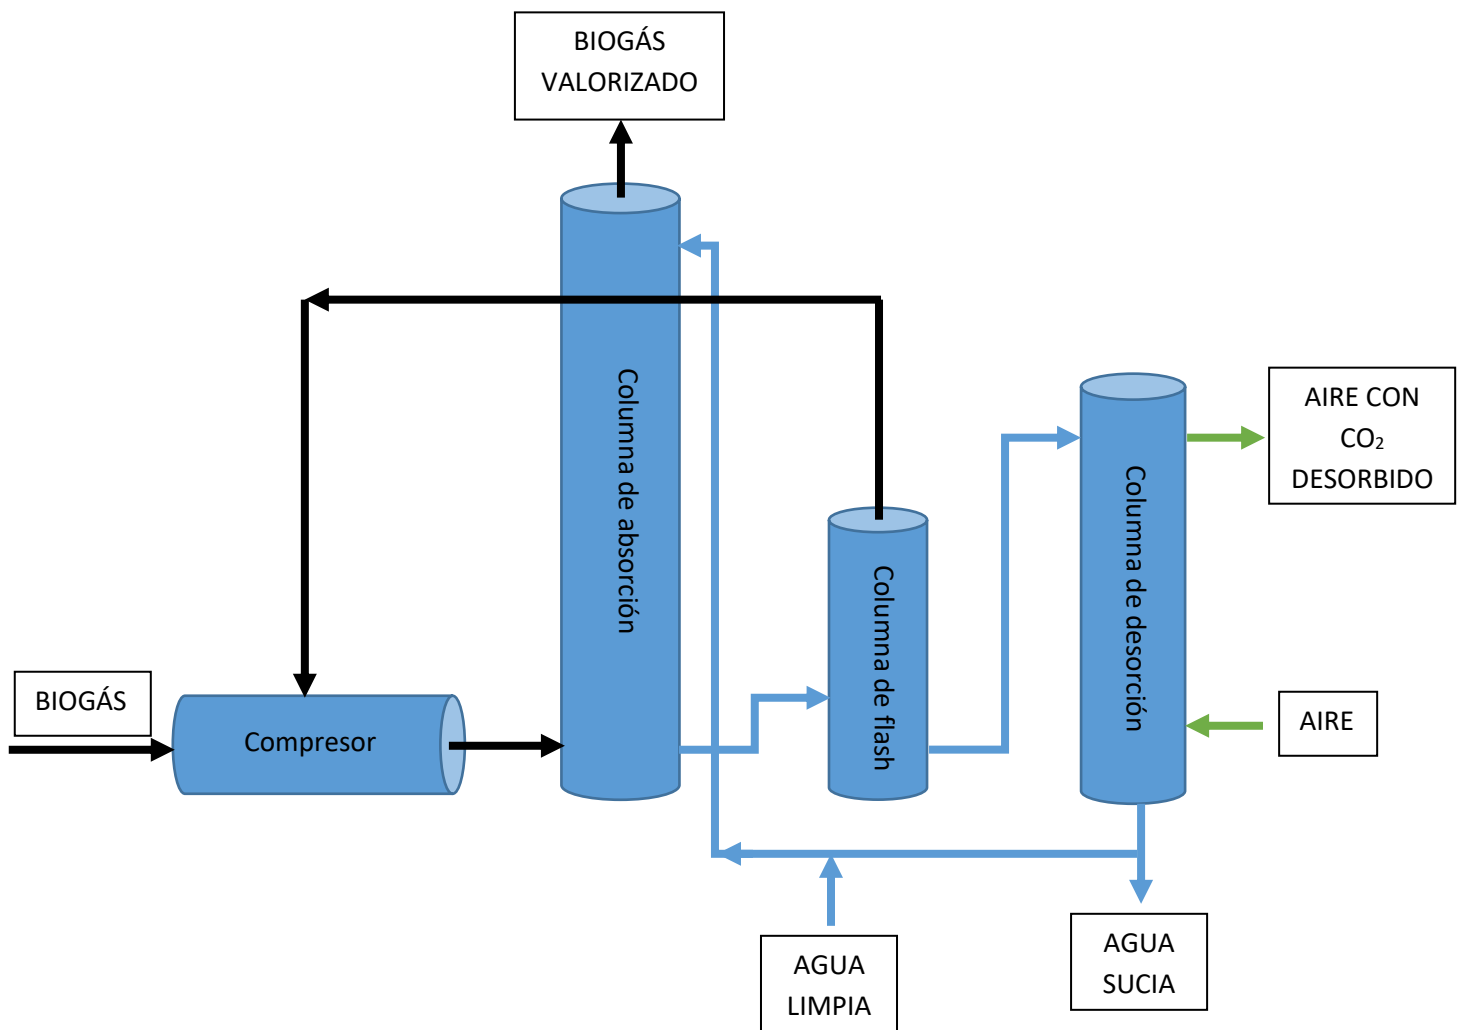 BIOGÁS
VALORIZADO
Columna de absorción
AIRE CON
CO₂
DESORBIDO
Columna de desorción
Columna de flash
BIOGÁS
Compresor
AIRE
AGUA
LIMPIA
AGUA
SUCIA